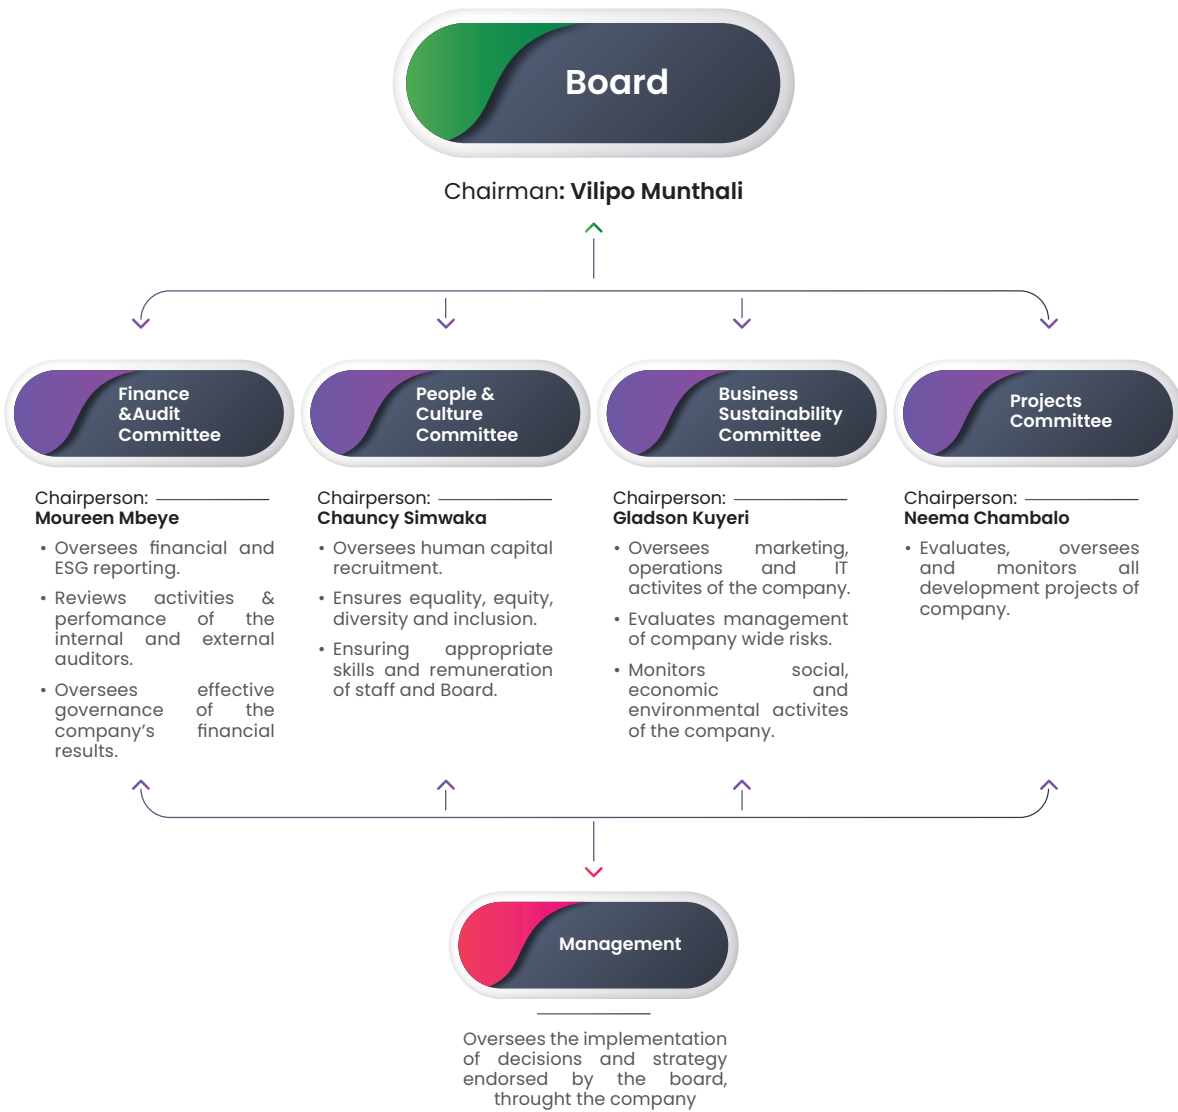 Board
Chairman: Vilipo Munthali
Finance
&Audit
Committee
Chairperson:
Moureen Mbeye
• Oversees financial and
ESG reporting.
• Reviews activities &
perfomance of the
internal and external
auditors.
• Oversees effective
governance of the
company's financial
results.
People &
Culture
Committee
Chairperson:
Chauncy Simwaka
• Oversees human capital
recruitment.
• Ensures equality, equity,
diversity and inclusion.
• Ensuring appropriate
skills and remuneration
of staff and Board.
Business
Sustainability
Committee
Chairperson:
Gladson Kuyeri
• Oversees marketing,
operations and IT
activites of the company.
• Evaluates management
of company wide risks.
• Monitors social,
economic and
environmental activites
of the company.
Projects
Committee
Chairperson:
Neema Chambalo
• Evaluates, oversees
and monitors all
development projects of
company.
Management
Oversees the implementation
of decisions and strategy
endorsed by the board,
throught the company